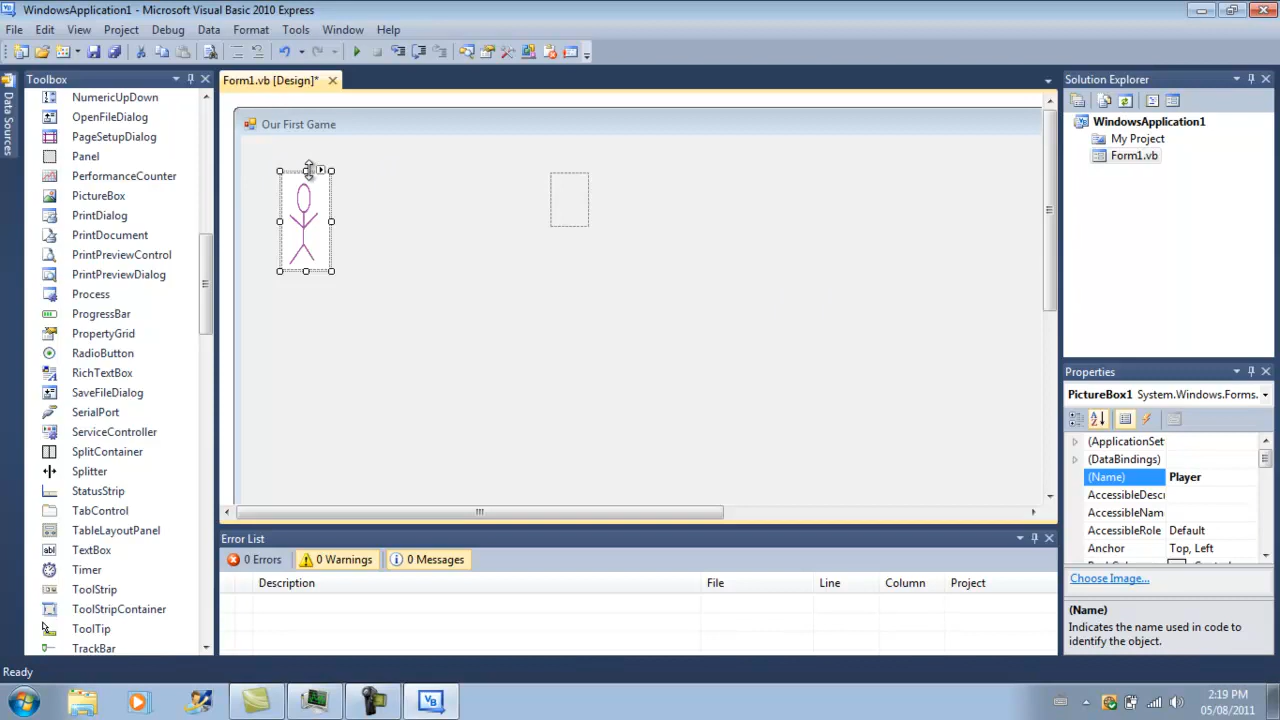 WindowsApplication1 - Microsoft Visual Basic 2010 Express
File Edit View Project Debug Format Tools Window Help
Data Sources
Toolbox
NumericUpDown
OpenFileDialog
PageSetupDialog
Panel
PerformanceCounter
PictureBox
PrintDialog
PrintDocument
PrintPreviewControl
PrintPreviewDialog
Process
ProgressBar
PropertyGrid
RadioButton
RichTextBox
SaveFileDialog
SerialPort
ServiceController
SplitContainer
Splitter
StatusStrip
TabControl
TableLayoutPanel
TextBox
Timer
ToolStrip
ToolStripContainer
ToolTip
TrackBar
Form1.vb [Design]*
Our First Game
Error List
0 Errors 0 Warnings 0 Messages
Description File Line Column Project
Solution Explorer
WindowsApplication1
My Project
Form1.vb
Properties
PictureBox1 System.Windows.Forms.
(ApplicationSet
(DataBindings)
(Name) Player
AccessibleDescri
AccessibleNam
AccessibleRole Default
Anchor Top, Left
Choose Image...
(Name)
Indicates the name used in code to
identify the object.
Ready
2:19 PM
05/08/2011